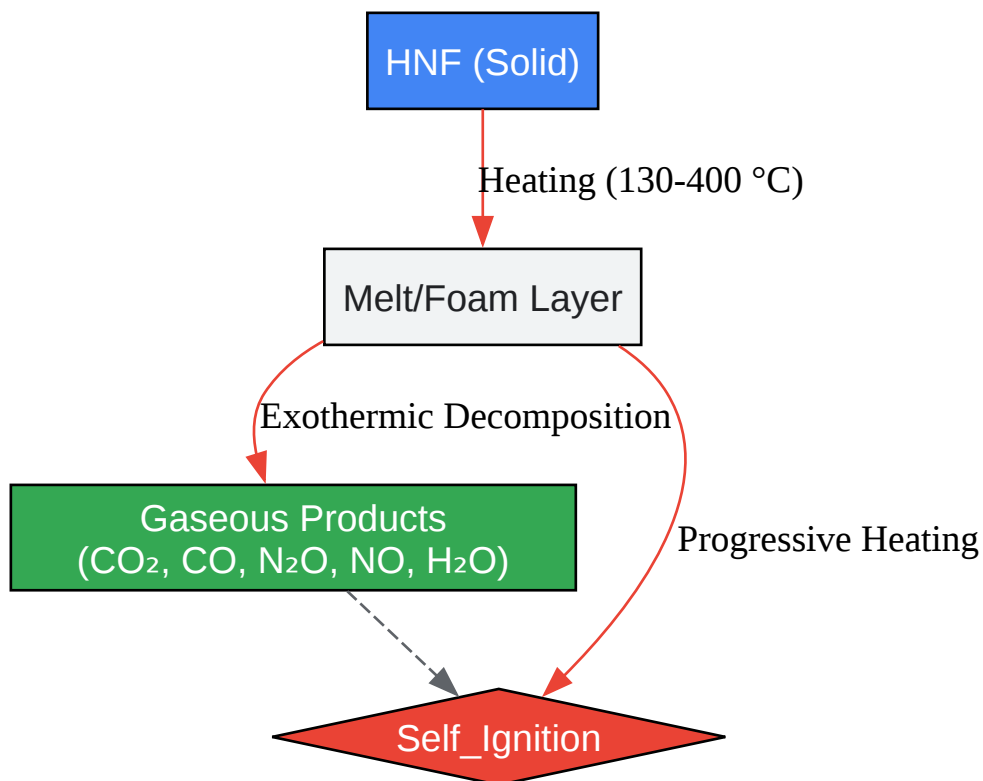 HNF (Solid)
Heating (130-400 °C)
Melt/Foam Layer
Exothermic Decomposition
Gaseous Products
(CO₂, CO, N₂O, NO, H₂O)
Progressive Heating
Self_Ignition